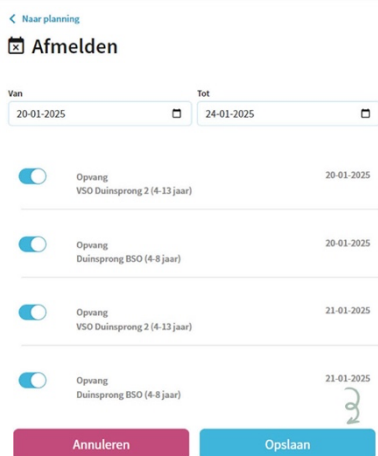 Naar planning
Afmelden
Van Tot
20-01-2025 24-01-2025
Opvang 20-01-2025
VSO Duinsprong 2 (4-13 jaar)
Opvang 20-01-2025
Duinsprong BSO (4-8 jaar)
Opvang 21-01-2025
VSO Duinsprong 2 (4-13 jaar)
Opvang 21-01-2025
Duinsprong BSO (4-8 jaar)
Annuleren Opslaan